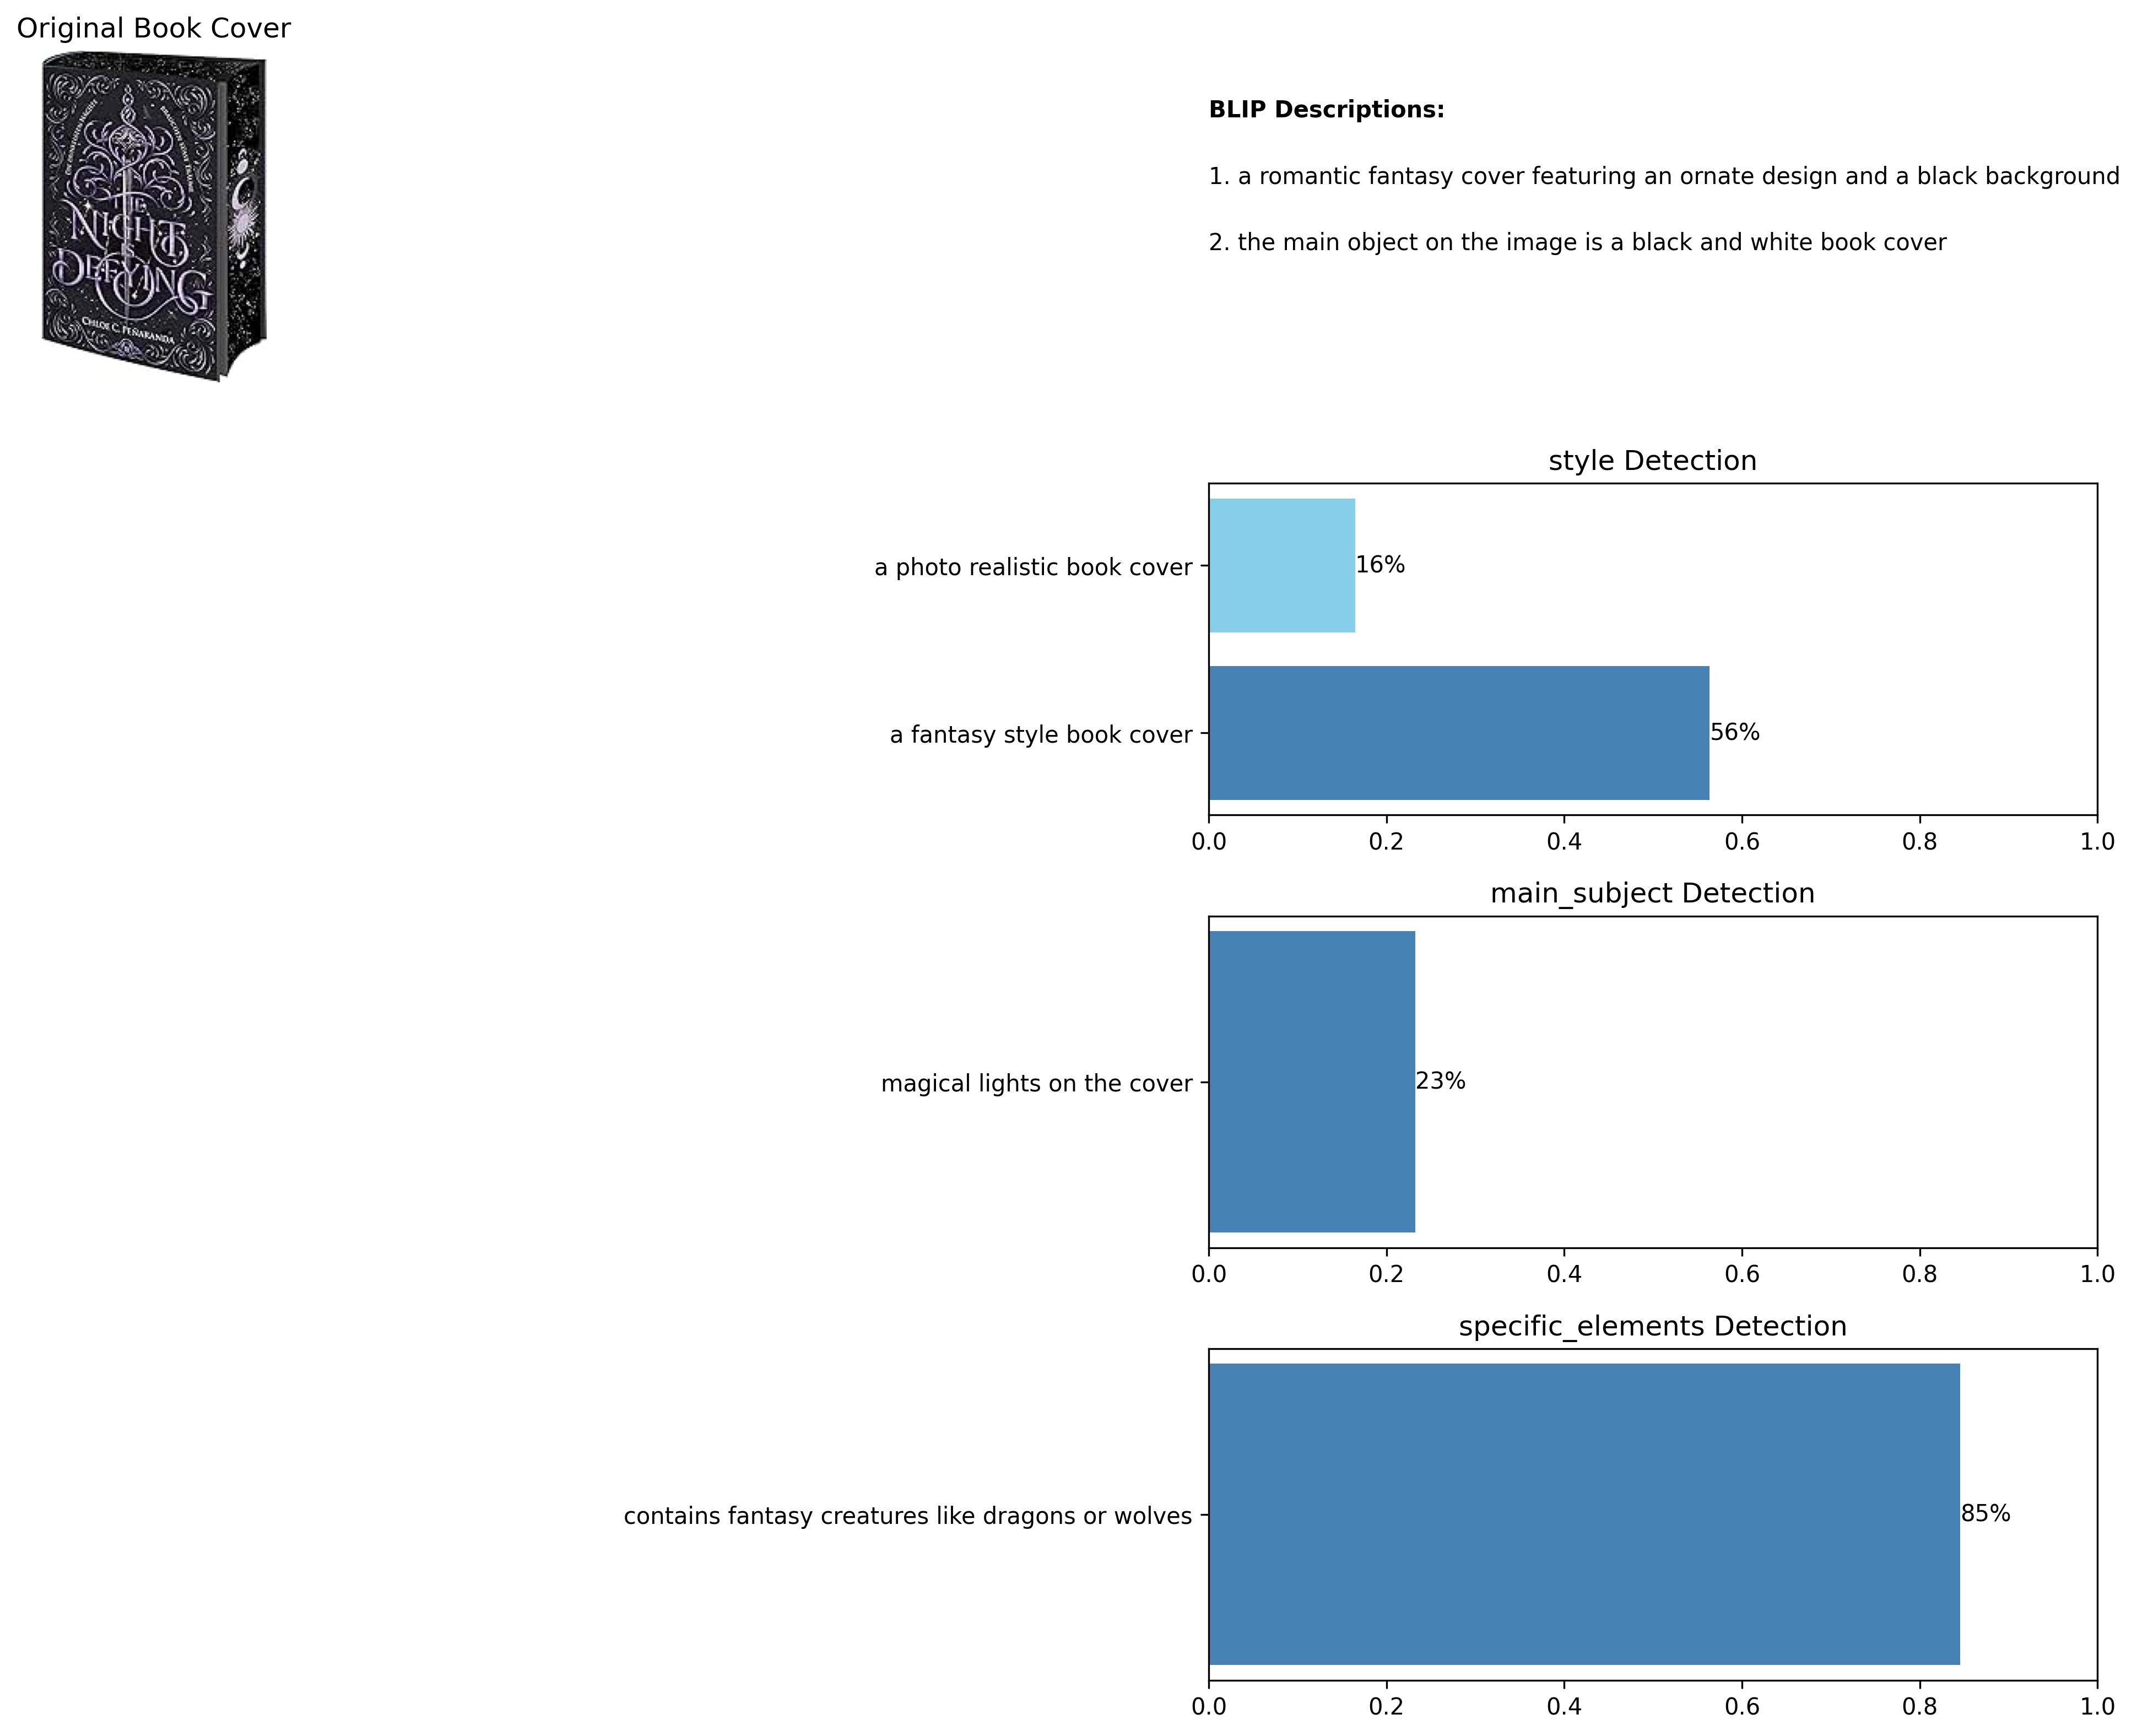 Original Book Cover
THE
NIGHT
IS
DEFYING
CHLOE C. PEÑARANDA
BLIP Descriptions:
1. a romantic fantasy cover featuring an ornate design and a black background
2. the main object on the image is a black and white book cover
style Detection
a photo realistic book cover
16%
a fantasy style book cover
56%
0.0 0.2 0.4 0.6 0.8 1.0
main_subject Detection
magical lights on the cover
23%
0.0 0.2 0.4 0.6 0.8 1.0
specific_elements Detection
contains fantasy creatures like dragons or wolves
85%
0.0 0.2 0.4 0.6 0.8 1.0